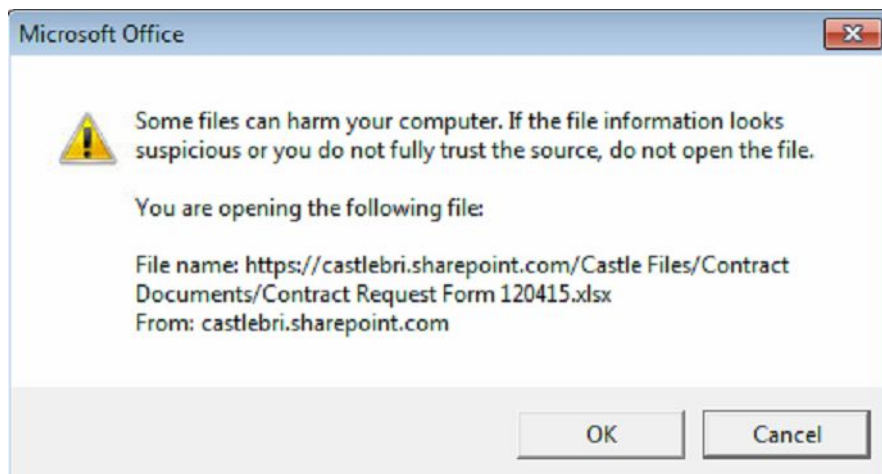 Microsoft Office
Some files can harm your computer. If the file information looks
suspicious or you do not fully trust the source, do not open the file.
You are opening the following file:
File name: https://castlebri.sharepoint.com/Castle Files/Contract
Documents/Contract Request Form 120415.xlsx
From: castlebri.sharepoint.com
OK
Cancel